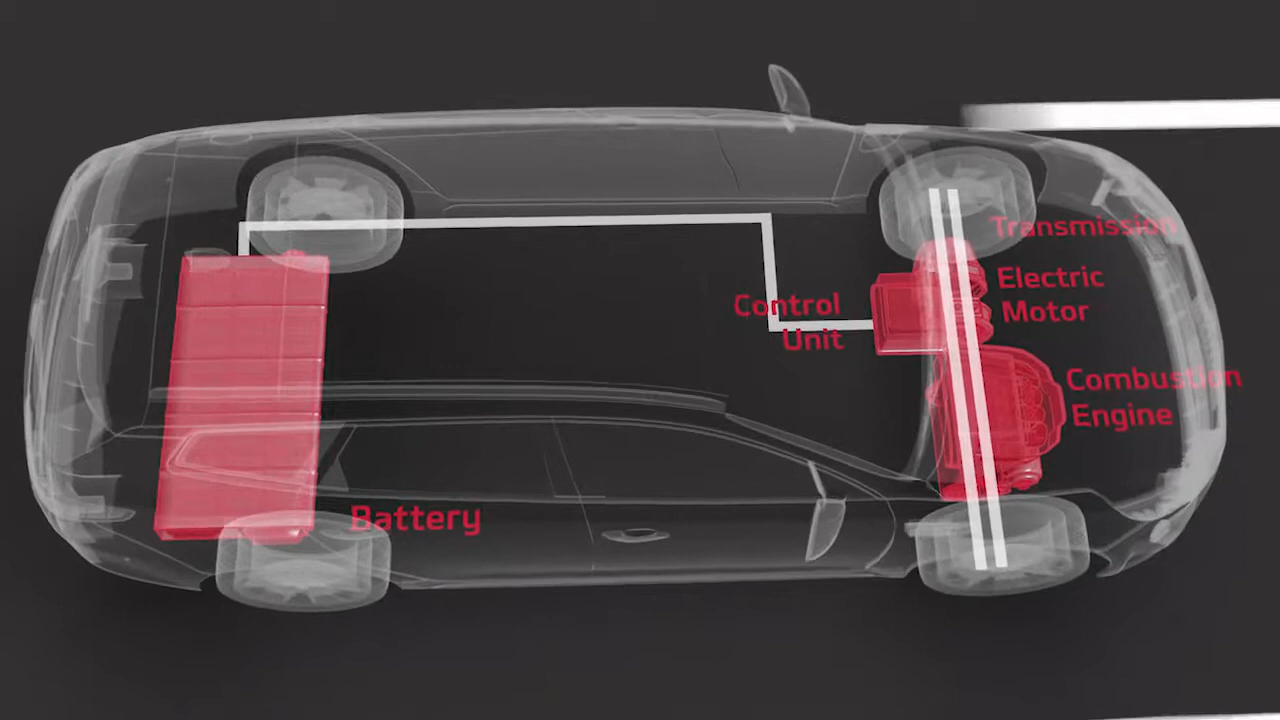 Transmission
Electric
Motor
Control
Unit
Combustion
Engine
Battery